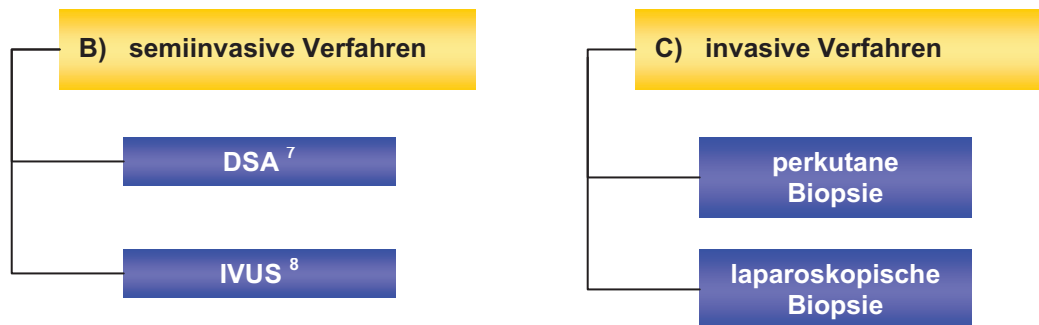 B) semiinvasive Verfahren
DSA 7
IVUS 8
C) invasive Verfahren
perkutane
Biopsie
laparoskopische
Biopsie